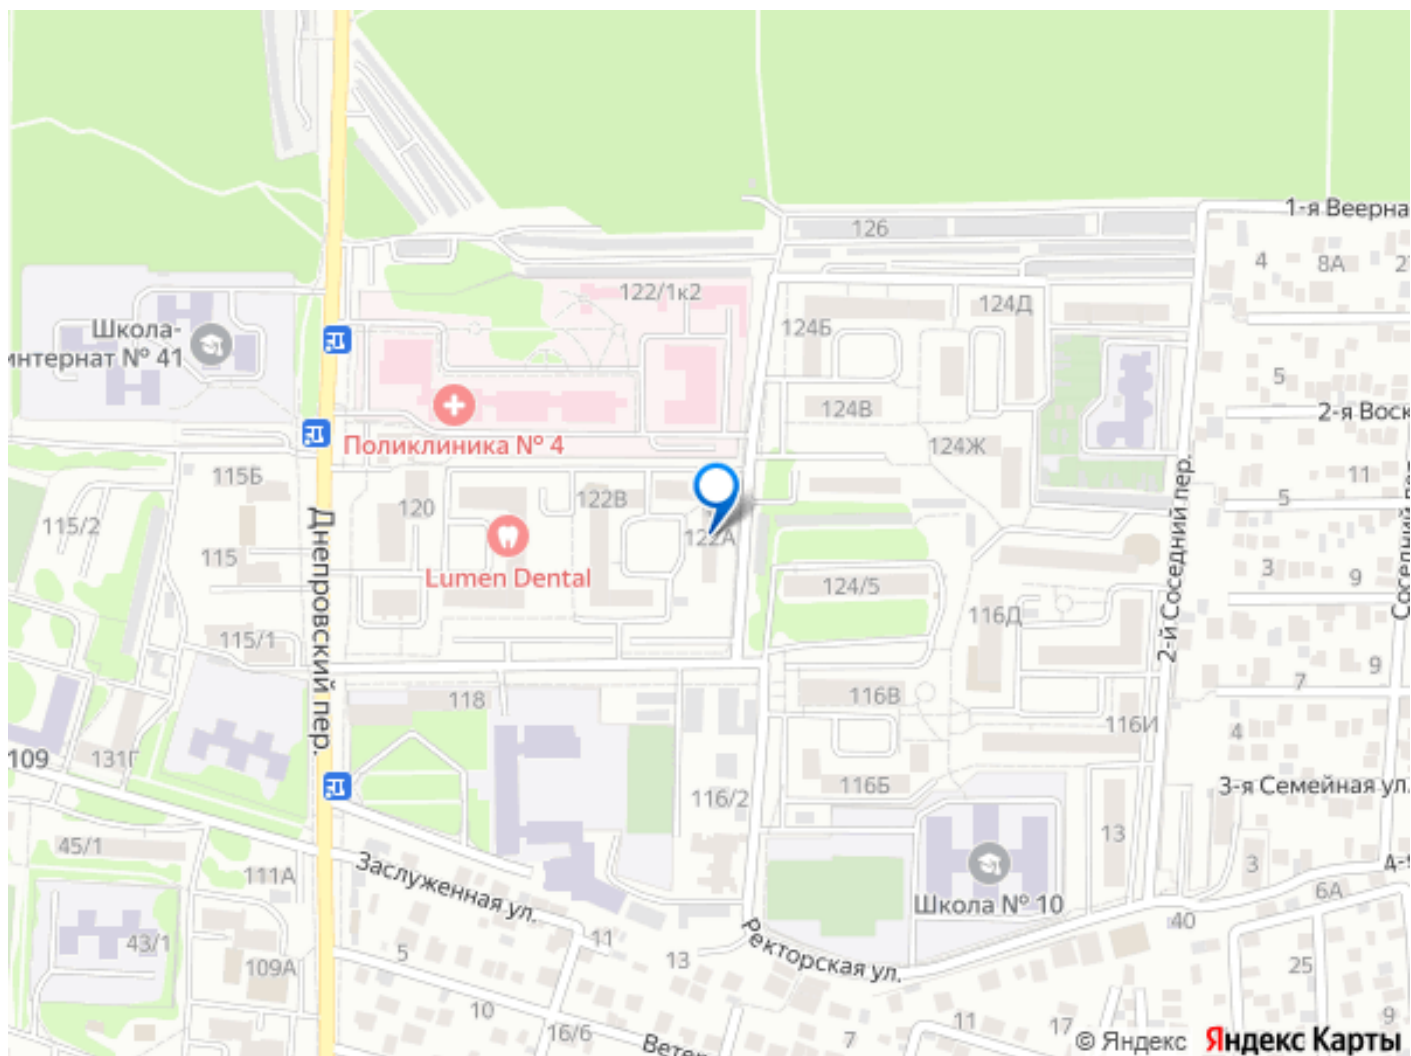 1-я Веерна
126
4
8А
2
122/1к2
124Д
124Б
Школа-
интернат № 41
5
124В
2-я Воск
Поликлиника № 4
124Ж
115Б
11
120
122В
5
115/2
122А
115
Lumen Dental
124/5
3
9
Днепровский пер.
2-й Соседний пер.
115/1
116Д
9
7
118
116В
116И
4
109
131Г
116Б
3-я Семейная ул.
116/2
45/1
13
Заслуженная ул.
111А
3
Школа № 10
6А
40
43/1
5
11
13
Ректорская ул.
109А
25
10
16/6
7
11
17
9
© Яндекс
Яндекс Карты